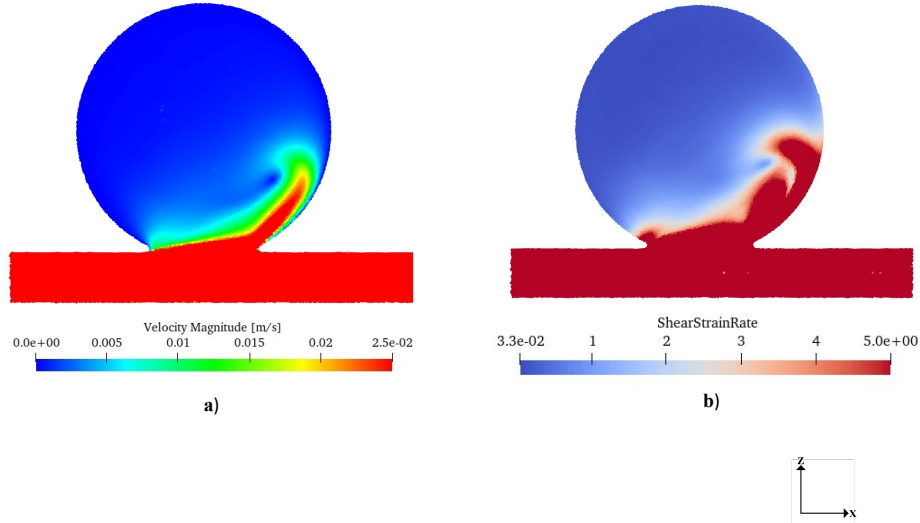 Velocity Magnitude [m/s]
0.0e+00 0.005 0.01 0.015 0.02 2.5e-02
a)
ShearStrainRate
3.3e-02 1 2 3 4 5.0e+00
b)
Z
X